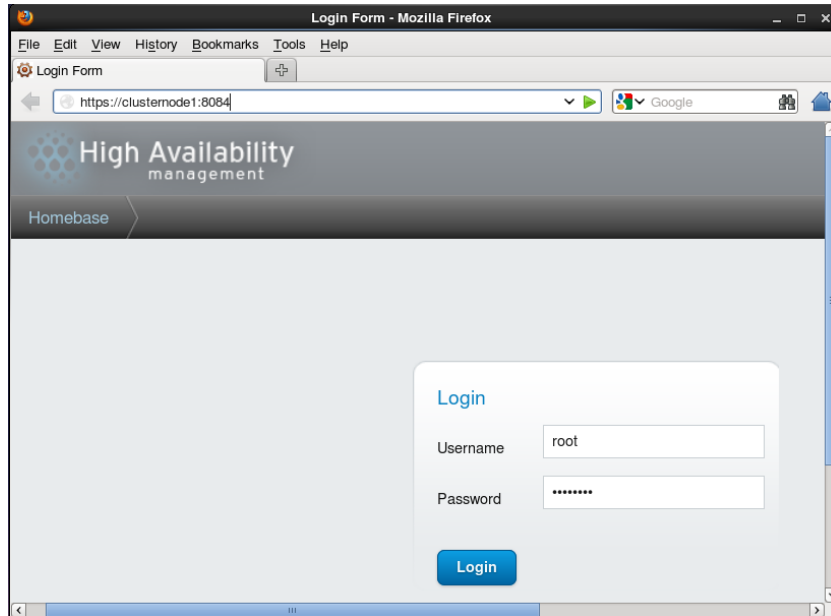 Login Form - Mozilla Firefox
File Edit View History Bookmarks Tools Help
Login Form
https://clusternode1:8084
Google
High Availability
management
Homebase
Login
Username root
Password ••••••••
Login